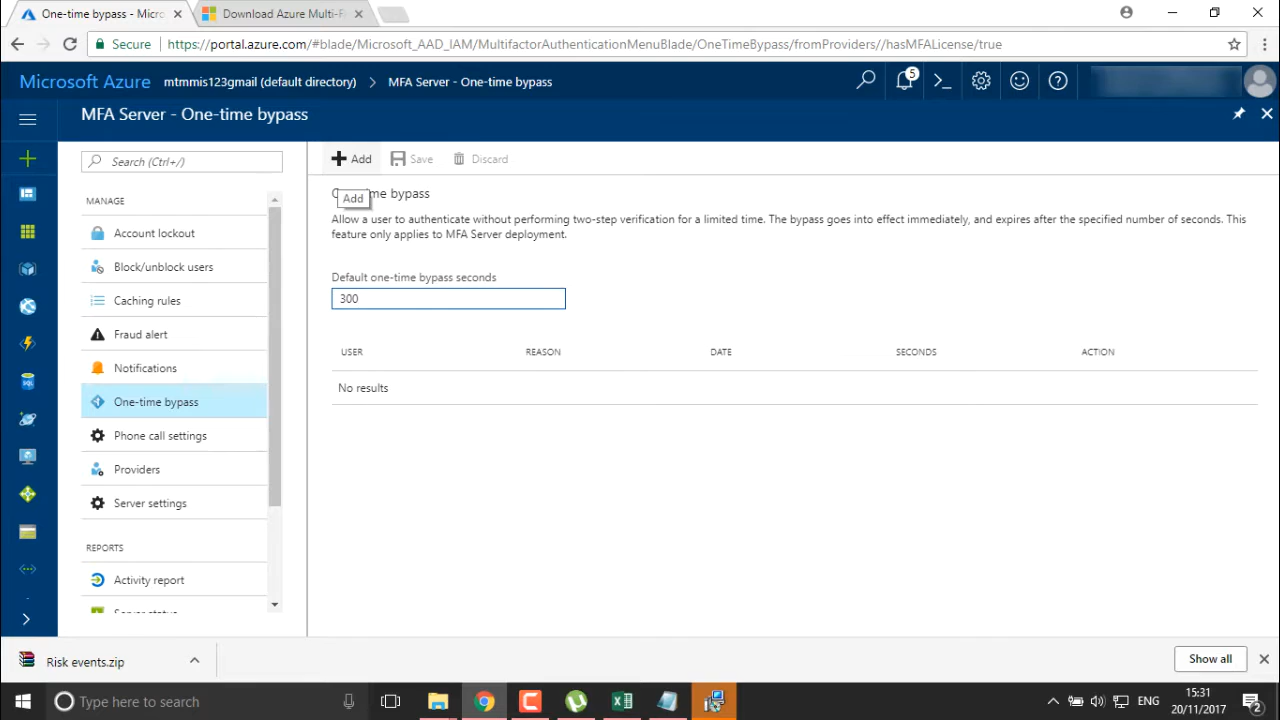 One-time bypass - Micro
Download Azure Multi-F
Secure
https://portal.azure.com/#blade/Microsoft_AAD_IAM/MultifactorAuthenticationMenuBlade/OneTimeBypass/fromProviders//hasMFALicense/true
Microsoft Azure
mtmmis123gmail (default directory)
MFA Server - One-time bypass
5
MFA Server - One-time bypass
Search (Ctrl+/)
Add
Save
Discard
MANAGE
Account lockout
Block/unblock users
Caching rules
Fraud alert
Notifications
One-time bypass
Phone call settings
Providers
Server settings
REPORTS
Activity report
Server status
me bypass
Add
Allow a user to authenticate without performing two-step verification for a limited time. The bypass goes into effect immediately, and expires after the specified number of seconds. This
feature only applies to MFA Server deployment.
Default one-time bypass seconds
300
USER REASON DATE SECONDS ACTION
No results
Risk events.zip
Show all
Type here to search
ENG
15:31
20/11/2017
2